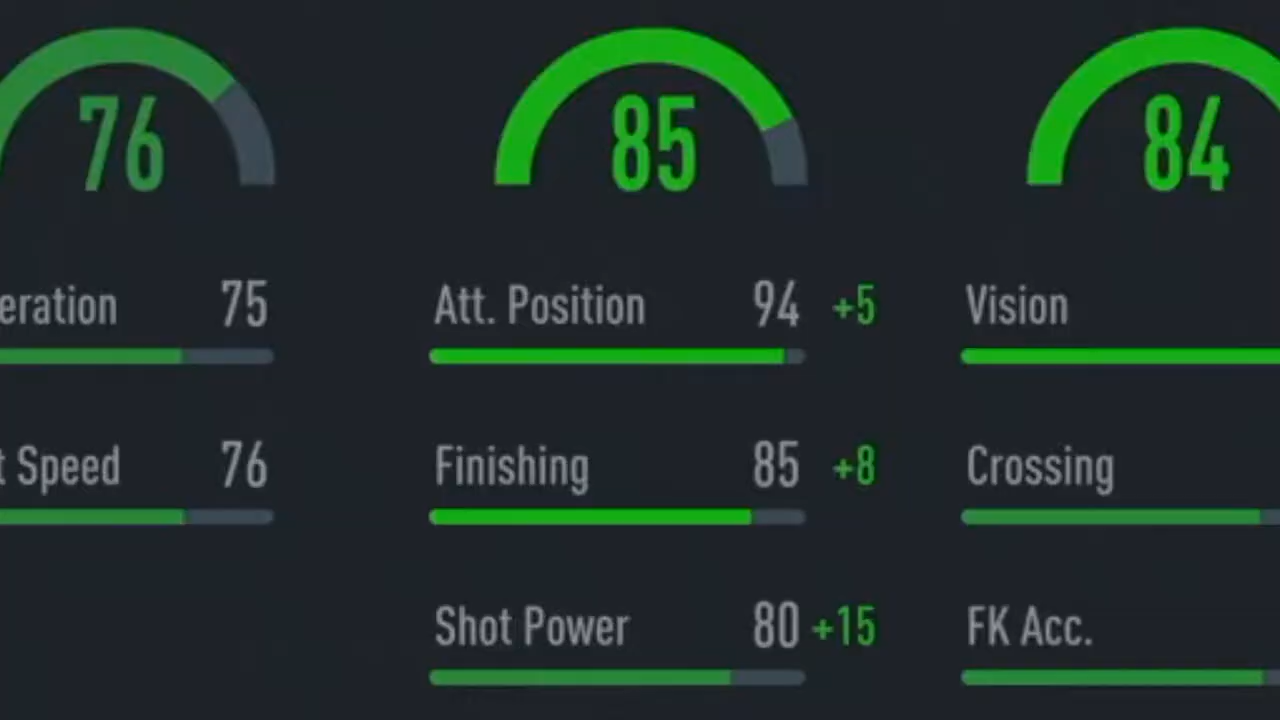 76 85 84
eration 75 Att. Position 94 +5 Vision
t Speed 76 Finishing 85 +8 Crossing
Shot Power 80 +15 FK Acc.